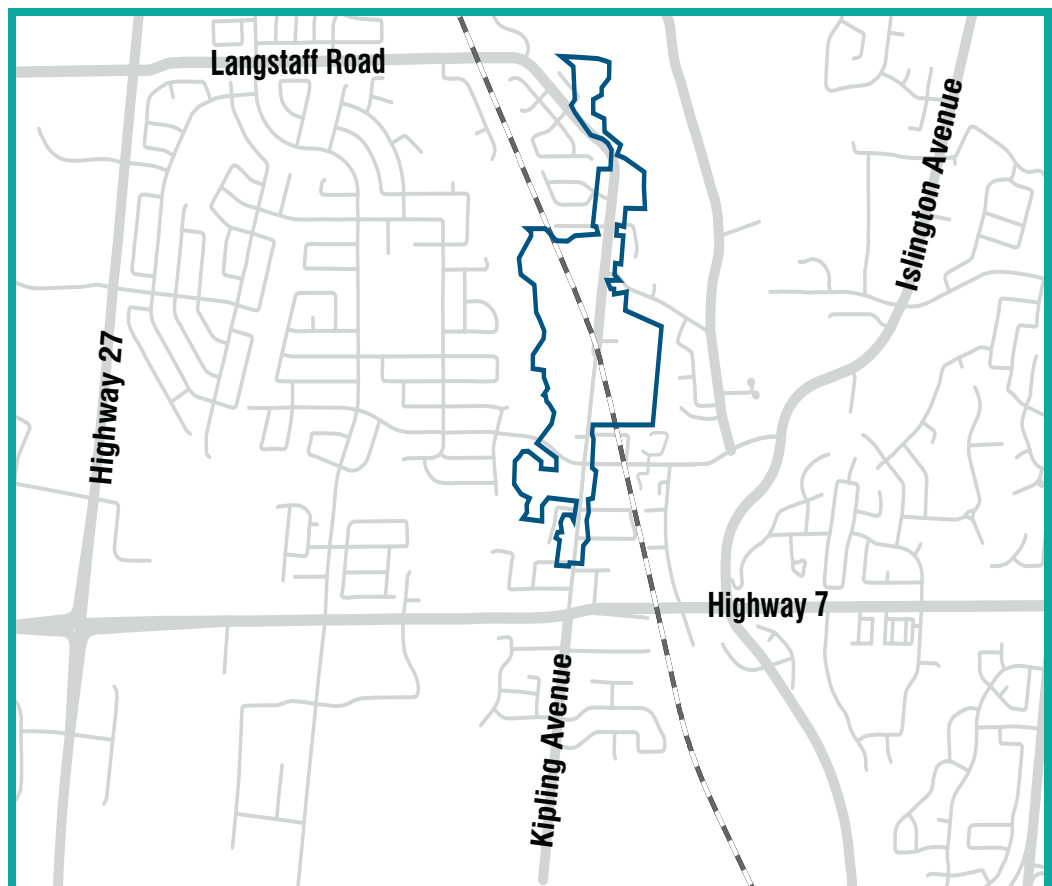 Langstaff Road
Islington Avenue
Highway 27
Highway 7
Kipling Avenue